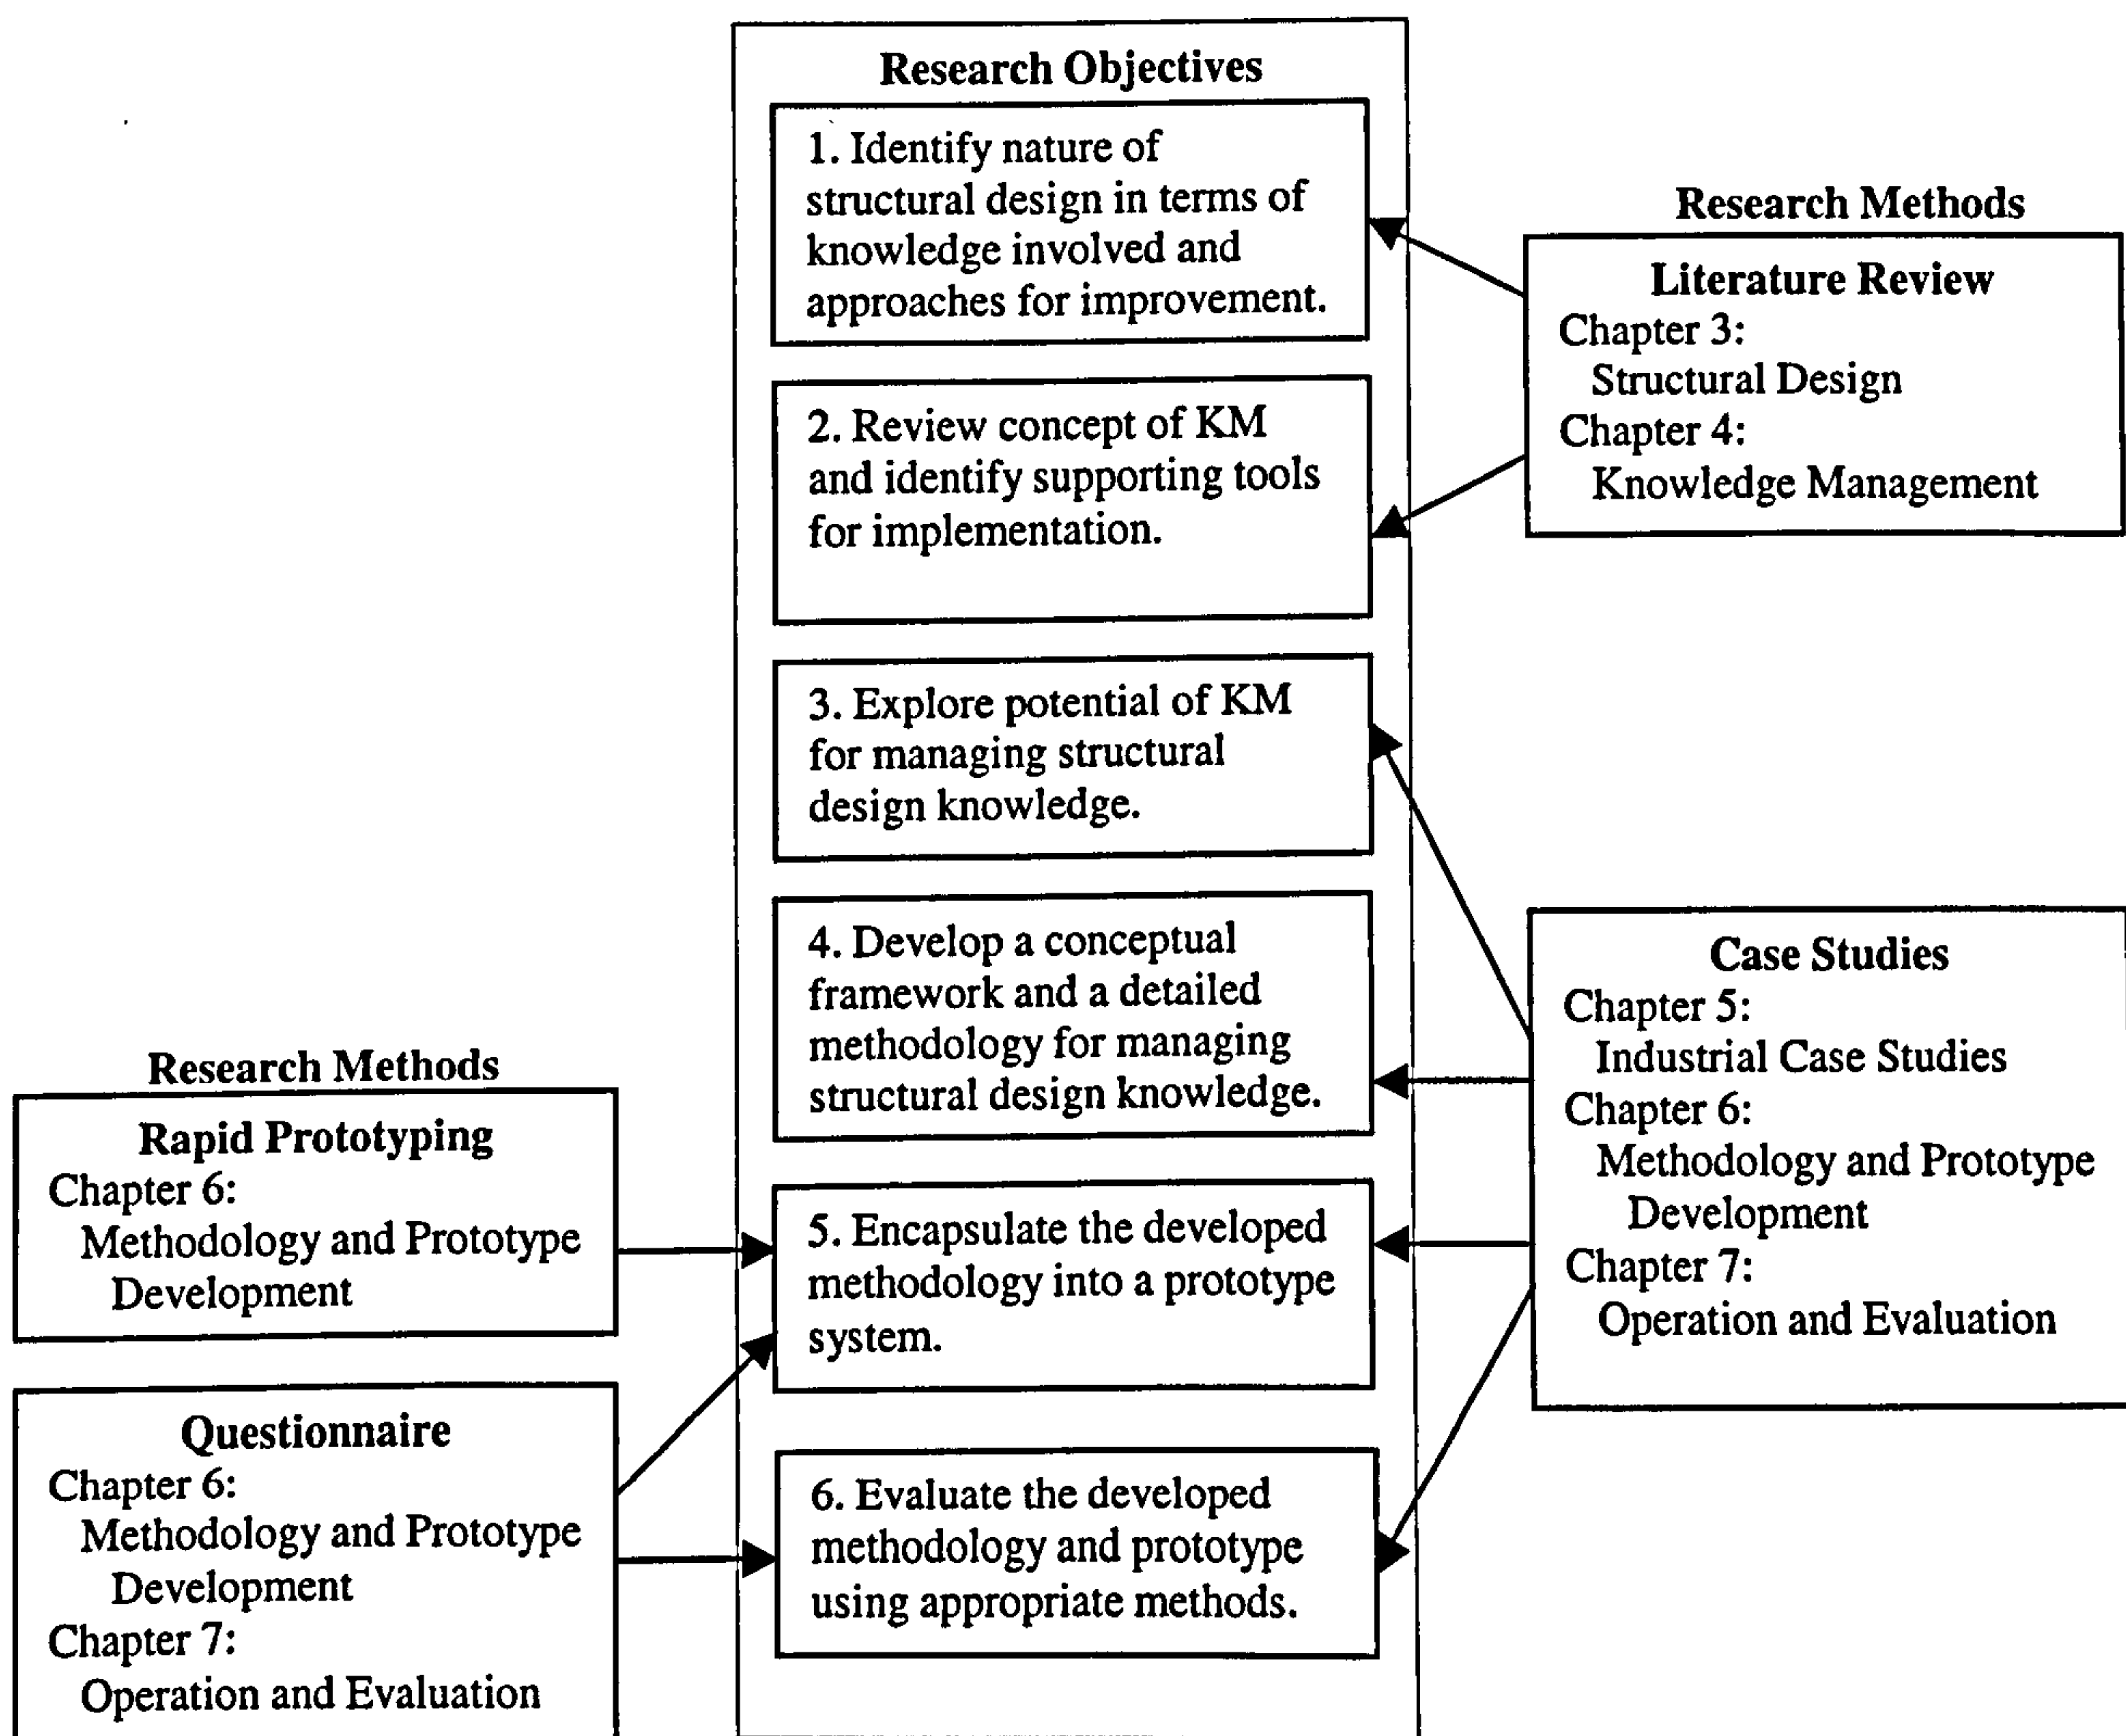 Research Objectives
1. Identify nature of
structural design in terms of
knowledge involved and
approaches for improvement.
2. Review concept of KM
and identify supporting tools
for implementation.
3. Explore potential of KM
for managing structural
design knowledge.
4. Develop a conceptual
framework and a detailed
methodology for managing
structural design knowledge.
5. Encapsulate the developed
methodology into a prototype
system.
6. Evaluate the developed
methodology and prototype
using appropriate methods.
Research Methods
Literature Review
Chapter 3:
Structural Design
Chapter 4:
Knowledge Management
Case Studies
Chapter 5:
Industrial Case Studies
Chapter 6:
Methodology and Prototype
Development
Chapter 7:
Operation and Evaluation
Research Methods
Rapid Prototyping
Chapter 6:
Methodology and Prototype
Development
Questionnaire
Chapter 6:
Methodology and Prototype
Development
Chapter 7:
Operation and Evaluation